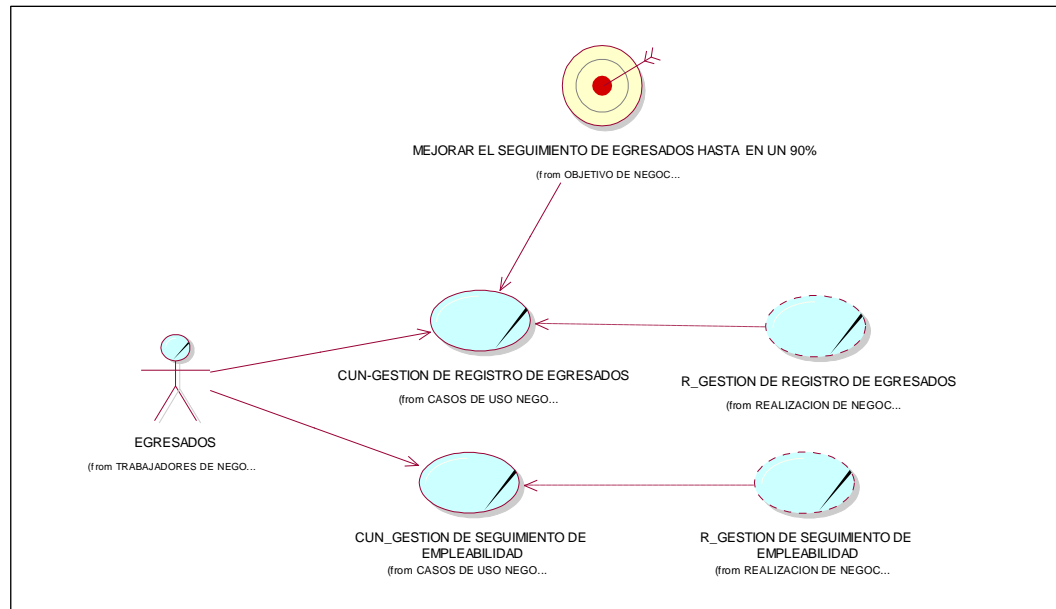 MEJORAR EL SEGUIMIENTO DE EGRESADOS HASTA EN UN 90%
(from OBJETIVO DE NEGOC...
CUN-GESTION DE REGISTRO DE EGRESADOS
(from CASOS DE USO NEGO...
R_GESTION DE REGISTRO DE EGRESADOS
(from REALIZACION DE NEGOC...
EGRESADOS
(from TRABAJADORES DE NEGO...
CUN_GESTION DE SEGUIMIENTO DE
EMPLEABILIDAD
(from CASOS DE USO NEGO...
R_GESTION DE SEGUIMIENTO DE
EMPLEABILIDAD
(from REALIZACION DE NEGOC...